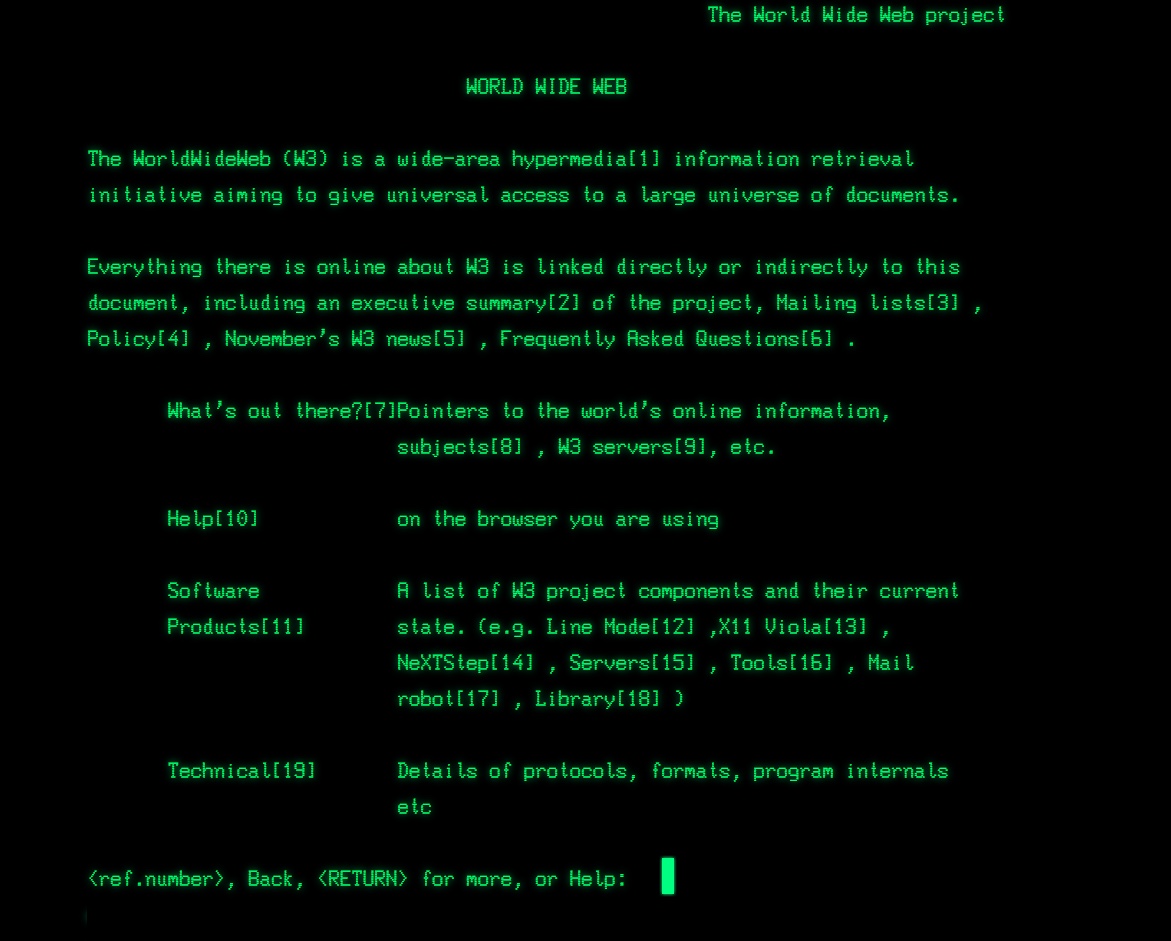 The World Wide Web project
WORLD WIDE WEB
The WorldWideWeb (W3) is a wide-area hypermedia[1] information retrieval
initiative aiming to give universal access to a large universe of documents.
Everything there is online about W3 is linked directly or indirectly to this
document, including an executive summary[2] of the project, Mailing lists[3] ,
Policy[4] , November's W3 news[5] , Frequently Asked Questions[6] .
What's out there?[7]Pointers to the world's online information,
subjects[8] , W3 servers[9], etc.
Help[10] on the browser you are using
Software A list of W3 project components and their current
Products[11] state. (e.g. Line Mode[12] ,X11 Viola[13] ,
NeXTStep[14] , Servers[15] , Tools[16] , Mail
robot[17] , Library[18] )
Technical[19] Details of protocols, formats, program internals
etc
<ref.number>, Back, <RETURN> for more, or Help: